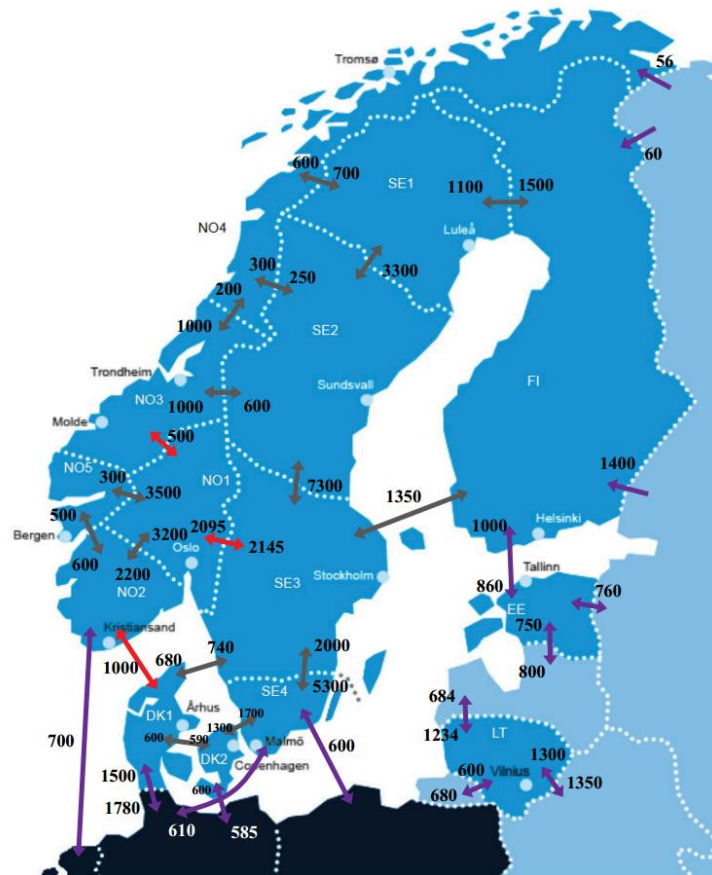 Tromsø
56
60
600
700
SE1
1100
1500
NO4
Luleå
300
250
3300
200
1000
SE2
Trondheim
NO3
1000
600
Sundsvall
FI
Molde
500
NO5
NO1
300
3500
7300
1350
1400
500
Bergen
600
3200
2095
Oslo
2145
2200
NO2
SE3
1000
Helsinki
Stockholm
Tallinn
860
EE
760
750
800
Kristiansand
1000
680
740
2000
5300
SE4
684
1234
LT
DK1
Århus
1700
1300
600
590
Malmö
DK2
Copenhagen
700
600
1300
600
Vilnius
1350
680
1500
1780
600
610
585